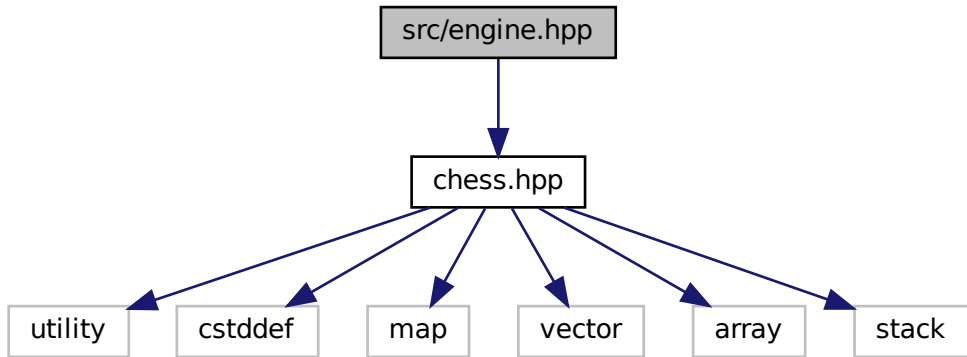 src/engine.hpp
chess.hpp
utility
cstddef
map
vector
array
stack